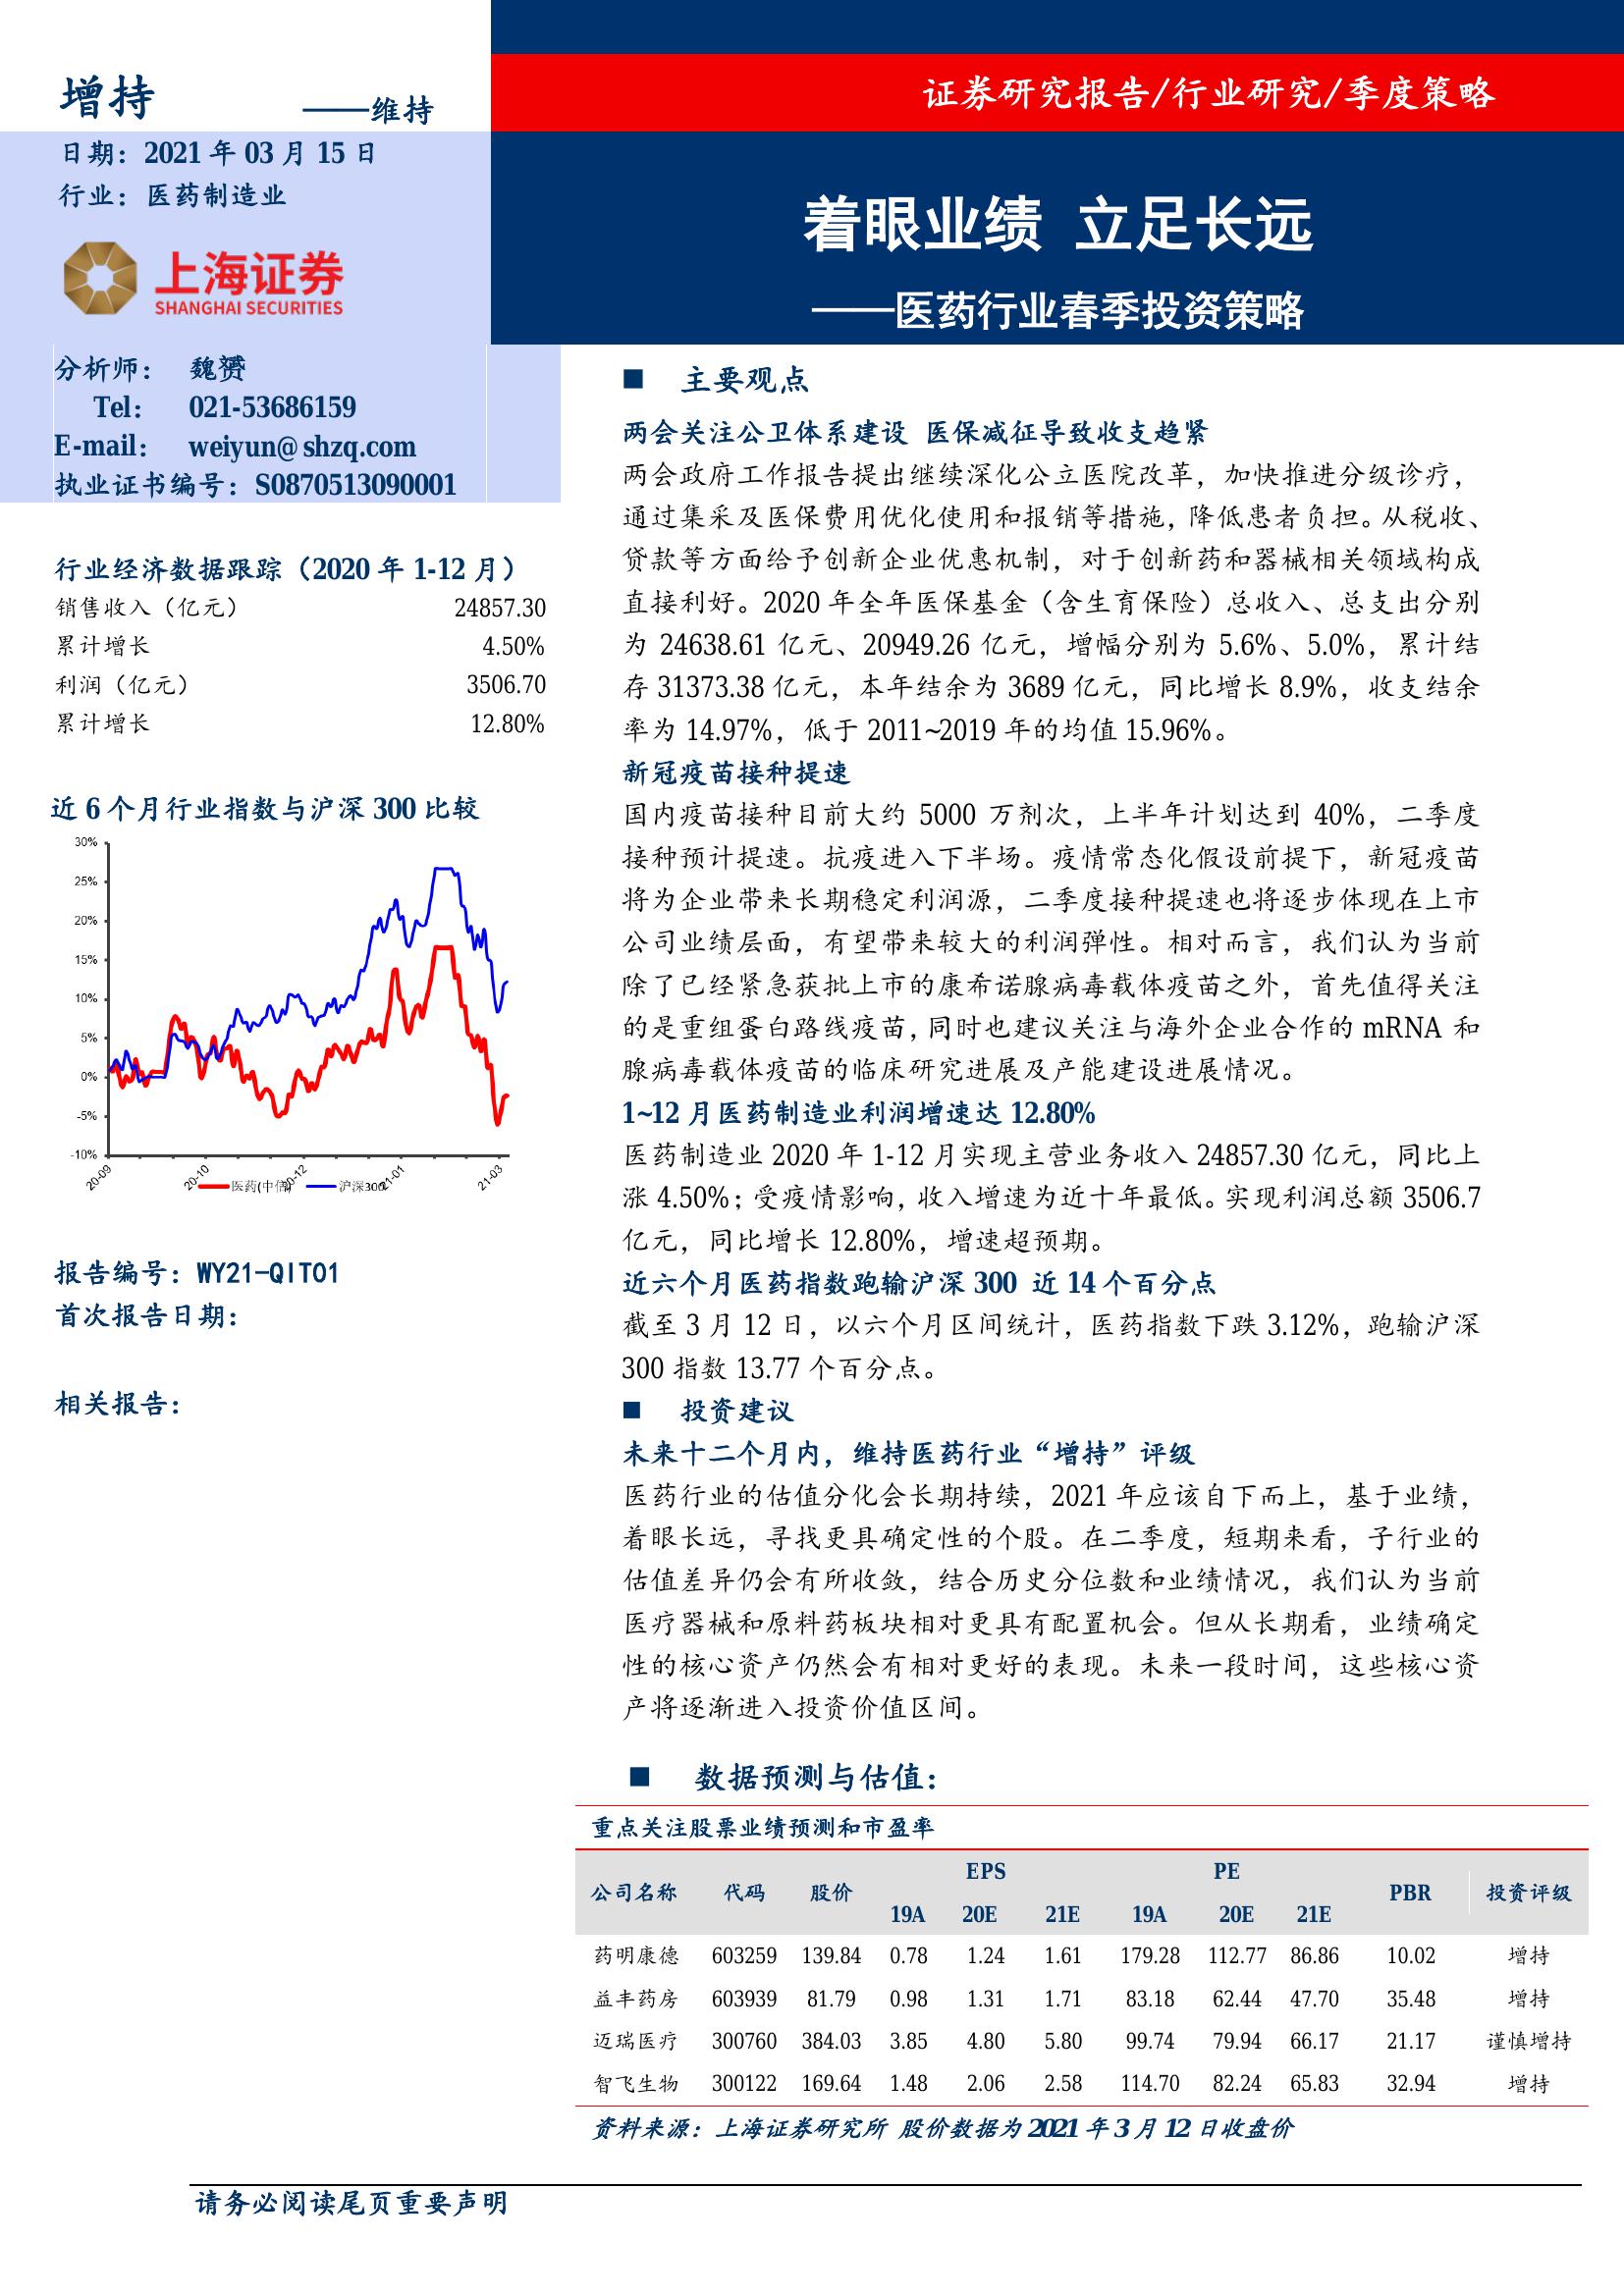 增持 ——维持
日期：2021 年 03 月 15 日
行业：医药制造业
上海证券
SHANGHAI SECURITIES
分析师： 魏赟
Tel： 021-53686159
E-mail： weiyun@shzq.com
执业证书编号：S0870513090001
行业经济数据跟踪（2020 年 1-12 月）
销售收入（亿元） 24857.30
累计增长 4.50%
利润（亿元） 3506.70
累计增长 12.80%
近 6 个月行业指数与沪深 300 比较
30%
25%
20%
15%
10%
5%
0%
-5%
-10%
20-09 20-10 20-12 21-01 21-03
医药(中信) 沪深300
报告编号：WY21-QIT01
首次报告日期：
相关报告：
证券研究报告/行业研究/季度策略
着眼业绩 立足长远
——医药行业春季投资策略
■ 主要观点
两会关注公卫体系建设 医保减征导致收支趋紧
两会政府工作报告提出继续深化公立医院改革，加快推进分级诊疗，
通过集采及医保费用优化使用和报销等措施，降低患者负担。从税收、
贷款等方面给予创新企业优惠机制，对于创新药和器械相关领域构成
直接利好。2020 年全年医保基金（含生育保险）总收入、总支出分别
为 24638.61 亿元、20949.26 亿元，增幅分别为 5.6%、5.0%，累计结
存 31373.38 亿元，本年结余为 3689 亿元，同比增长 8.9%，收支结余
率为 14.97%，低于 2011~2019 年的均值 15.96%。
新冠疫苗接种提速
国内疫苗接种目前大约 5000 万剂次，上半年计划达到 40%，二季度
接种预计提速。抗疫进入下半场。疫情常态化假设前提下，新冠疫苗
将为企业带来长期稳定利润源，二季度接种提速也将逐步体现在上市
公司业绩层面，有望带来较大的利润弹性。相对而言，我们认为当前
除了已经紧急获批上市的康希诺腺病毒载体疫苗之外，首先值得关注
的是重组蛋白路线疫苗，同时也建议关注与海外企业合作的 mRNA 和
腺病毒载体疫苗的临床研究进展及产能建设进展情况。
1~12 月医药制造业利润增速达 12.80%
医药制造业 2020 年 1-12 月实现主营业务收入 24857.30 亿元，同比上
涨 4.50%；受疫情影响，收入增速为近十年最低。实现利润总额 3506.7
亿元，同比增长 12.80%，增速超预期。
近六个月医药指数跑输沪深 300 近 14 个百分点
截至 3 月 12 日，以六个月区间统计，医药指数下跌 3.12%，跑输沪深
300 指数 13.77 个百分点。
■ 投资建议
未来十二个月内，维持医药行业“增持”评级
医药行业的估值分化会长期持续，2021 年应该自下而上，基于业绩，
着眼长远，寻找更具确定性的个股。在二季度，短期来看，子行业的
估值差异仍会有所收敛，结合历史分位数和业绩情况，我们认为当前
医疗器械和原料药板块相对更具有配置机会。但从长期看，业绩确定
性的核心资产仍然会有相对更好的表现。未来一段时间，这些核心资
产将逐渐进入投资价值区间。
■ 数据预测与估值：
重点关注股票业绩预测和市盈率
公司名称 代码 股价 EPS PE PBR 投资评级
19A 20E 21E 19A 20E 21E
药明康德 603259 139.84 0.78 1.24 1.61 179.28 112.77 86.86 10.02 增持
益丰药房 603939 81.79 0.98 1.31 1.71 83.18 62.44 47.70 35.48 增持
迈瑞医疗 300760 384.03 3.85 4.80 5.80 99.74 79.94 66.17 21.17 谨慎增持
智飞生物 300122 169.64 1.48 2.06 2.58 114.70 82.24 65.83 32.94 增持
资料来源：上海证券研究所 股价数据为 2021 年 3 月 12 日收盘价
请务必阅读尾页重要声明